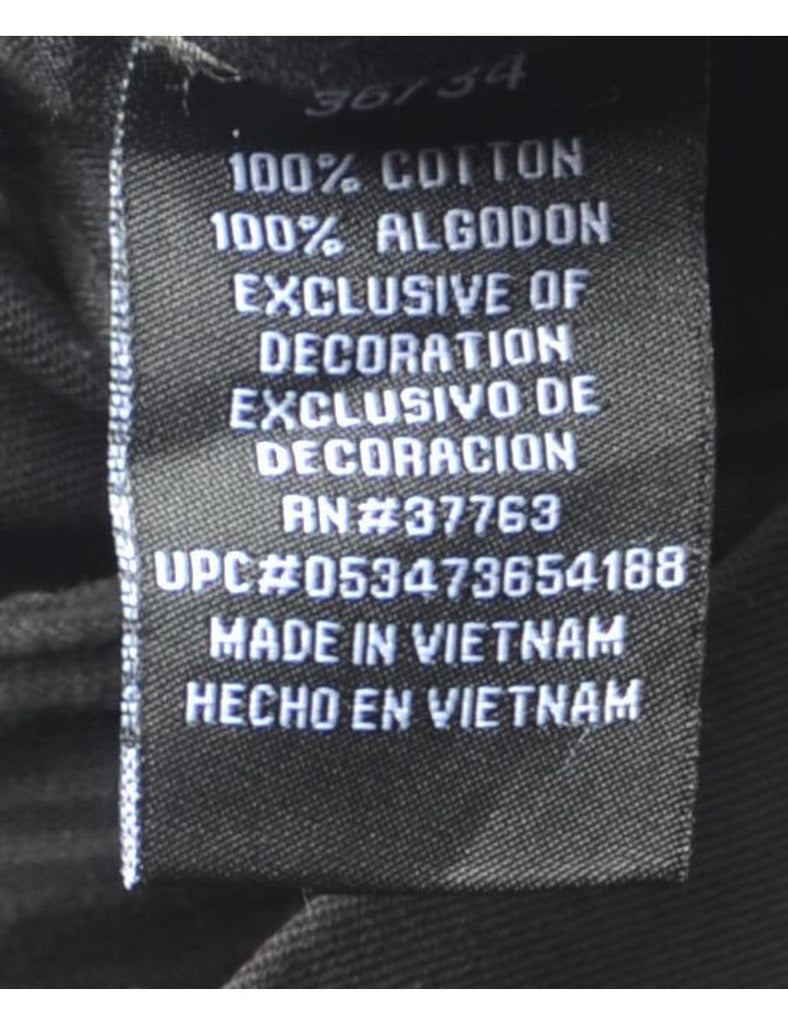 36/34
100% COTTON
100% ALGODON
EXCLUSIVE OF
DECORATION
EXCLUSIVO DE
DECORACION
RN#37763
UPC#053473654188
MADE IN VIETNAM
HECHO EN VIETNAM